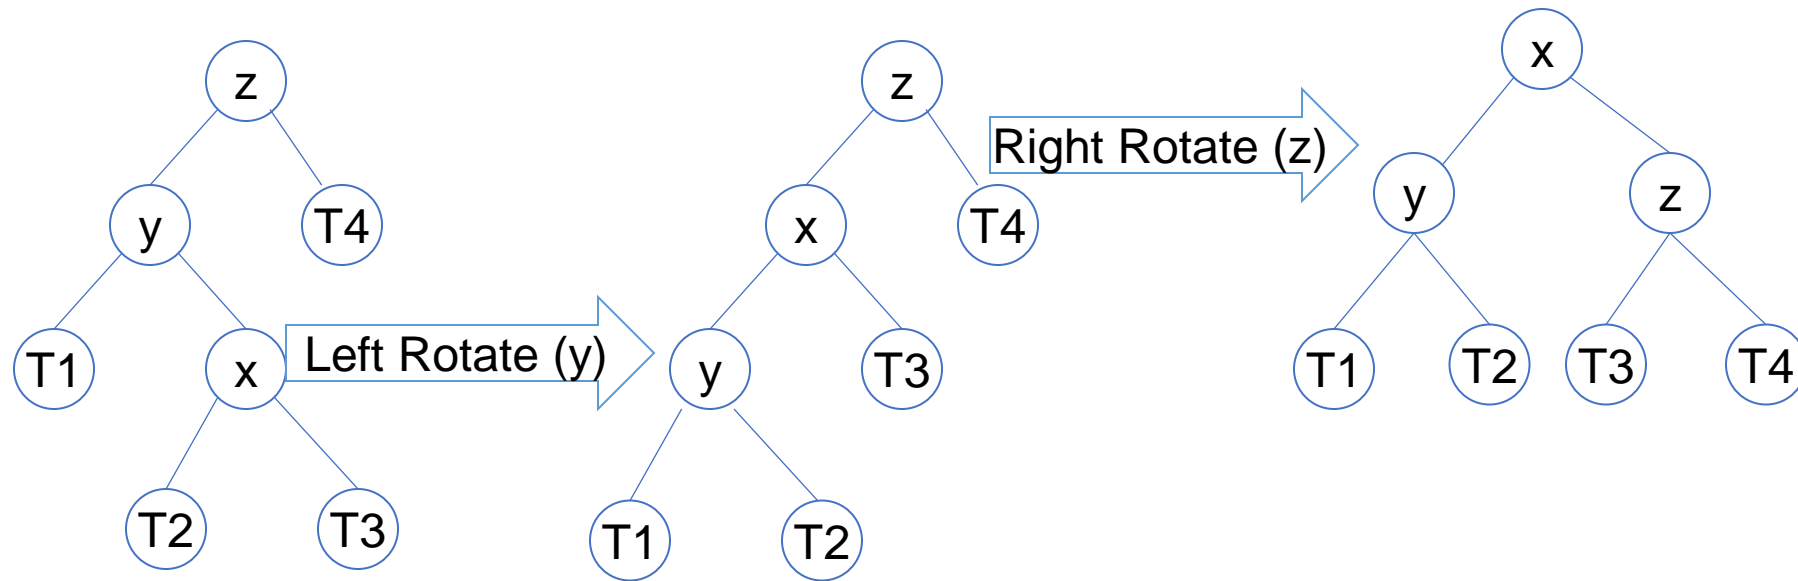 z
y
T4
T1
x
T2
T3
Left Rotate (y)
z
x
T4
y
T3
T1
T2
Right Rotate (z)
x
y
z
T1
T2
T3
T4